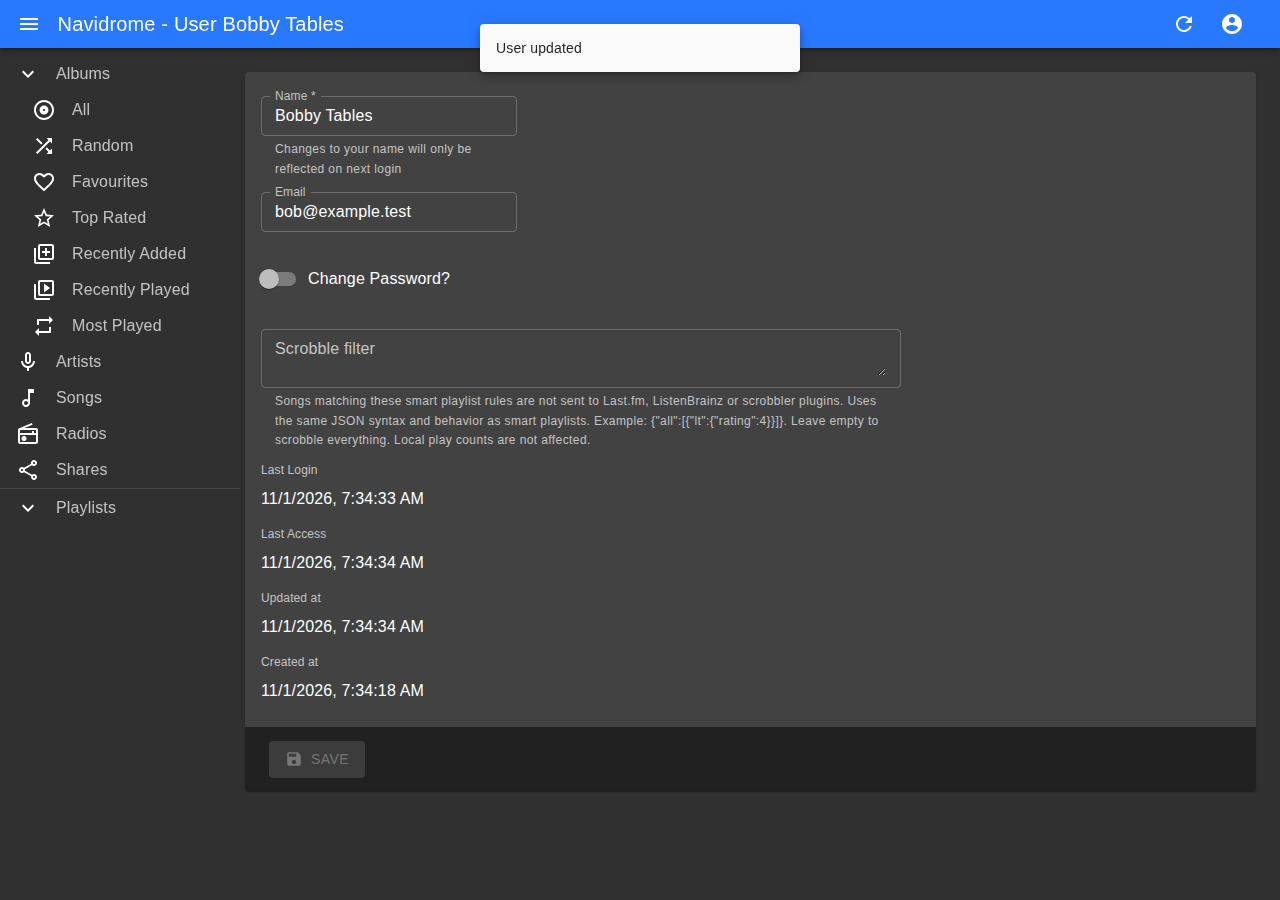 Navidrome - User Bobby Tables
User updated
Albums
All
Random
Favourites
Top Rated
Recently Added
Recently Played
Most Played
Artists
Songs
Radios
Shares
Playlists
Name *
Bobby Tables
Changes to your name will only be
reflected on next login
Email
bob@example.test
Change Password?
Scrobble filter
Songs matching these smart playlist rules are not sent to Last.fm, ListenBrainz or scrobbler plugins. Uses
the same JSON syntax and behavior as smart playlists. Example: {"all":[{"lt":{"rating":4}}]}. Leave empty to
scrobble everything. Local play counts are not affected.
Last Login
11/1/2026, 7:34:33 AM
Last Access
11/1/2026, 7:34:34 AM
Updated at
11/1/2026, 7:34:34 AM
Created at
11/1/2026, 7:34:18 AM
SAVE